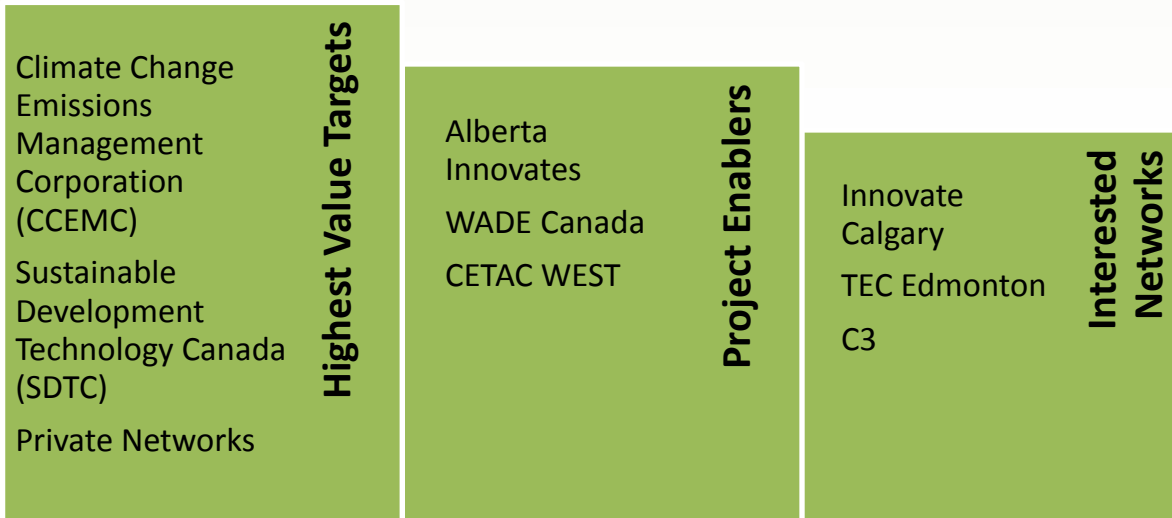 Climate Change
Emissions
Management
Corporation
(CCEMC)
Sustainable
Development
Technology Canada
(SDTC)
Private Networks
Highest Value Targets
Alberta
Innovates
WADE Canada
CETAC WEST
Project Enablers
Innovate
Calgary
TEC Edmonton
C3
Interested
Networks